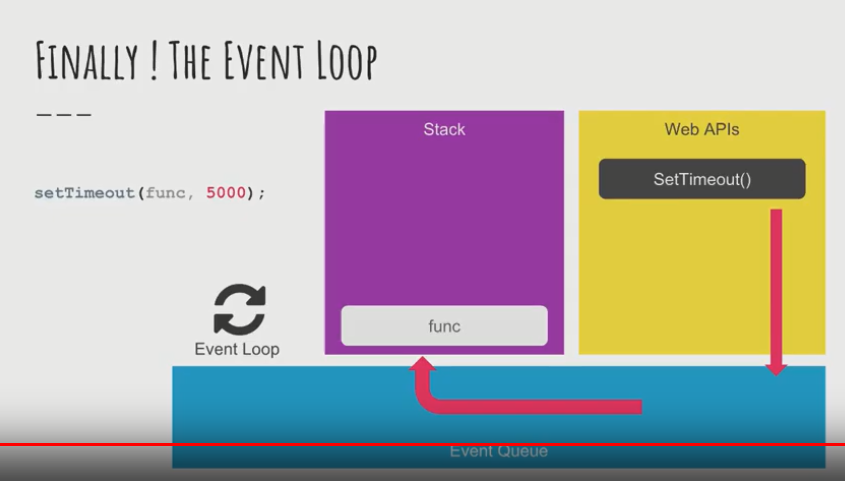 Finally ! The Event Loop
Stack
Web APIs
SetTimeout()
setTimeout(func, 5000);
func
Event Loop
Event Queue